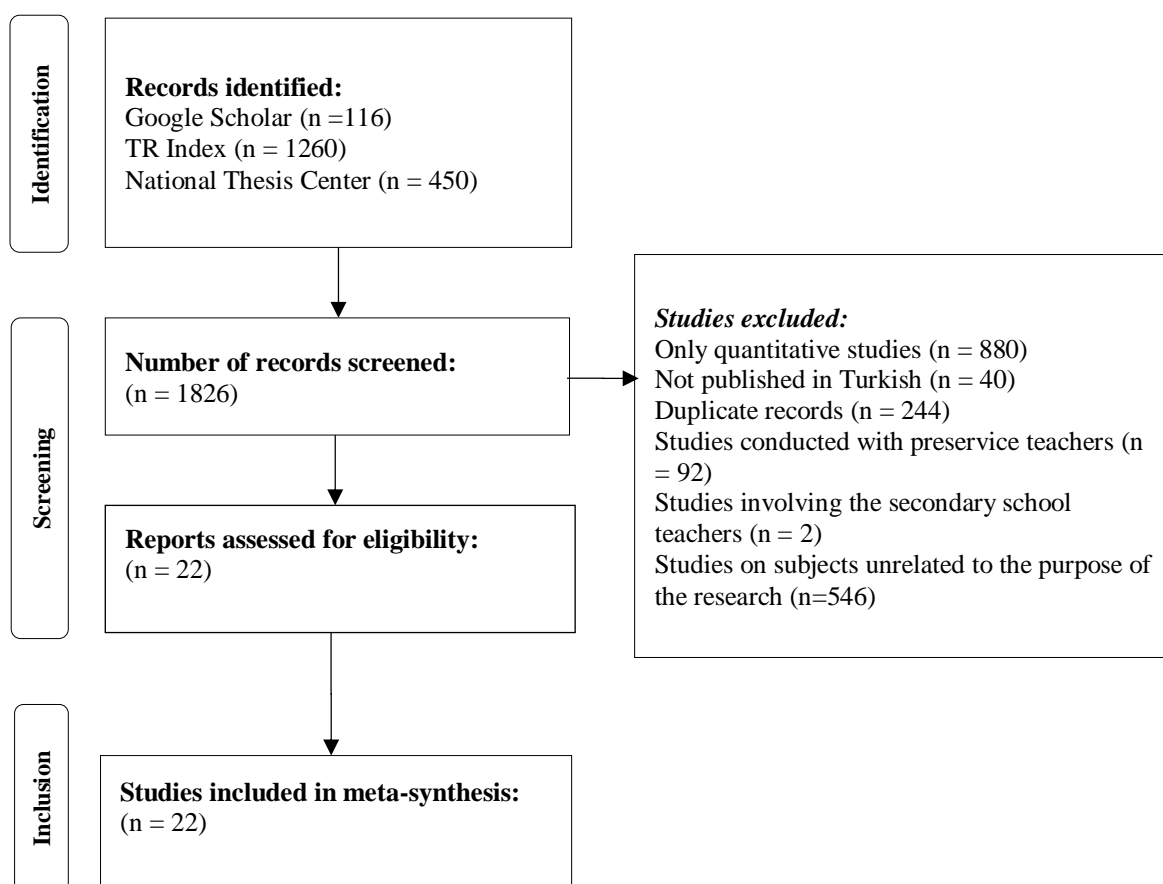 Identification
Records identified:
Google Scholar (n =116)
TR Index (n = 1260)
National Thesis Center (n = 450)
Screening
Number of records screened:
(n = 1826)
Studies excluded:
Only quantitative studies (n = 880)
Not published in Turkish (n = 40)
Duplicate records (n = 244)
Studies conducted with preservice teachers (n
= 92)
Studies involving the secondary school
teachers (n = 2)
Studies on subjects unrelated to the purpose of
the research (n=546)
Reports assessed for eligibility:
(n = 22)
Inclusion
Studies included in meta-synthesis:
(n = 22)